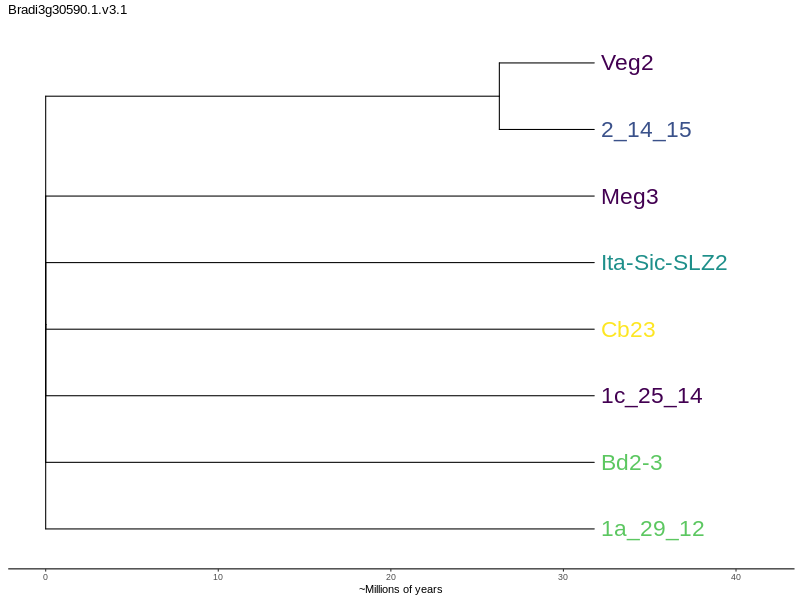 Bradi3g30590.1.v3.1
Veg2
2_14_15
Meg3
Ita-Sic-SLZ2
Cb23
1c_25_14
Bd2-3
1a_29_12
0 10 20 30 40
~Millions of years